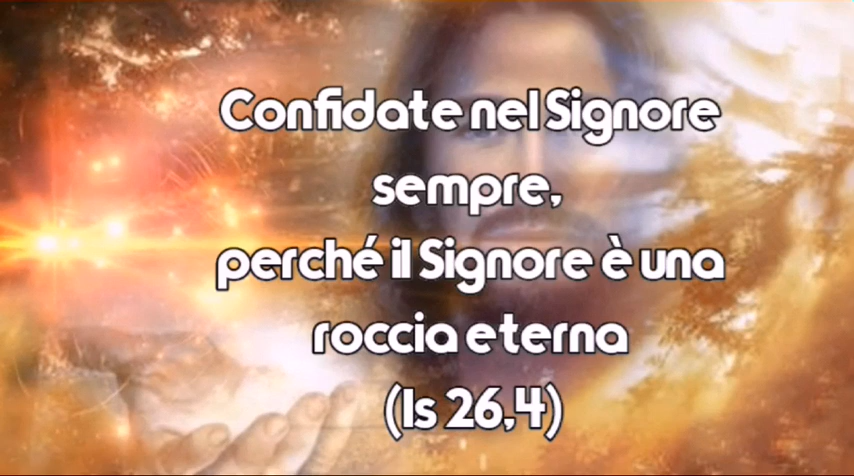 Confidate nel Signore
sempre,
perché il Signore è una
roccia eterna
(Is 26,4)